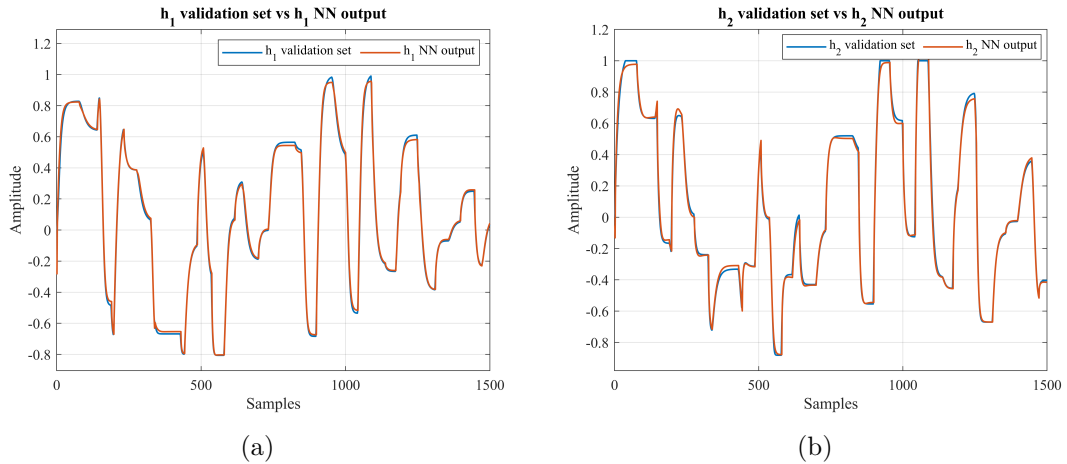 h1 validation set vs h1 NN output
h1 validation set
h1 NN output
1.2
1
0.8
0.6
0.4
0.2
0
-0.2
-0.4
-0.6
-0.8
Amplitude
0
500
1000
1500
Samples
(a)
h2 validation set vs h2 NN output
h2 validation set
h2 NN output
1.2
1
0.8
0.6
0.4
0.2
0
-0.2
-0.4
-0.6
-0.8
Amplitude
0
500
1000
1500
Samples
(b)